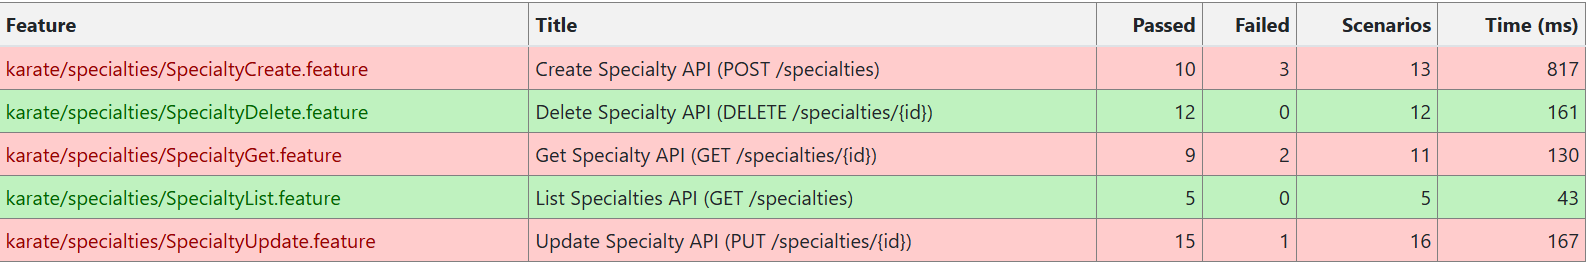 Feature Title Passed Failed Scenarios Time (ms)
karate/specialties/SpecialtyCreate.feature Create Specialty API (POST /specialties) 10 3 13 817
karate/specialties/SpecialtyDelete.feature Delete Specialty API (DELETE /specialties/{id}) 12 0 12 161
karate/specialties/SpecialtyGet.feature Get Specialty API (GET /specialties/{id}) 9 2 11 130
karate/specialties/SpecialtyList.feature List Specialties API (GET /specialties) 5 0 5 43
karate/specialties/SpecialtyUpdate.feature Update Specialty API (PUT /specialties/{id}) 15 1 16 167